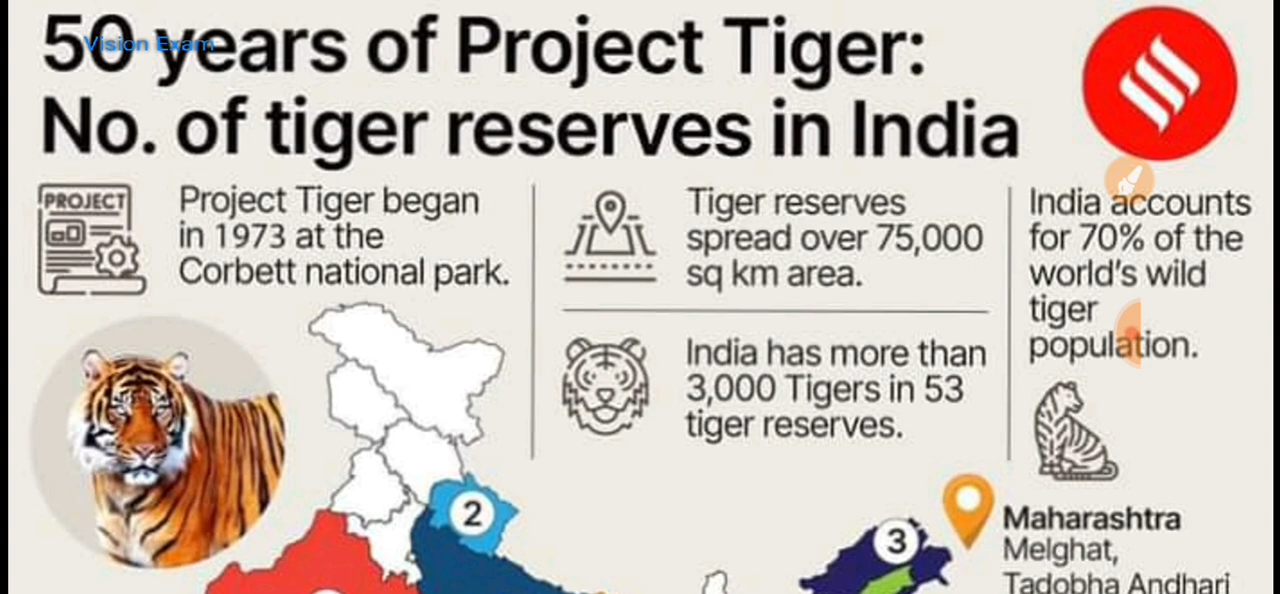 50 years of Project Tiger:
Vision Exam
No. of tiger reserves in India
PROJECT
Project Tiger began
in 1973 at the
Corbett national park.
Tiger reserves
spread over 75,000
sq km area.
India has more than
3,000 Tigers in 53
tiger reserves.
India accounts
for 70% of the
world's wild
tiger
population.
2
3
Maharashtra
Melghat,
Tadobha Andhari